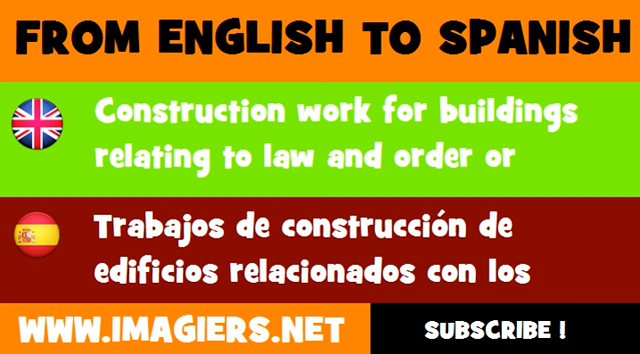 FROM ENGLISH TO SPANISH
Construction work for buildings
relating to law and order or
Trabajos de construcción de
edificios relacionados con los
WWW.IMAGIERS.NET
SUBSCRIBE !